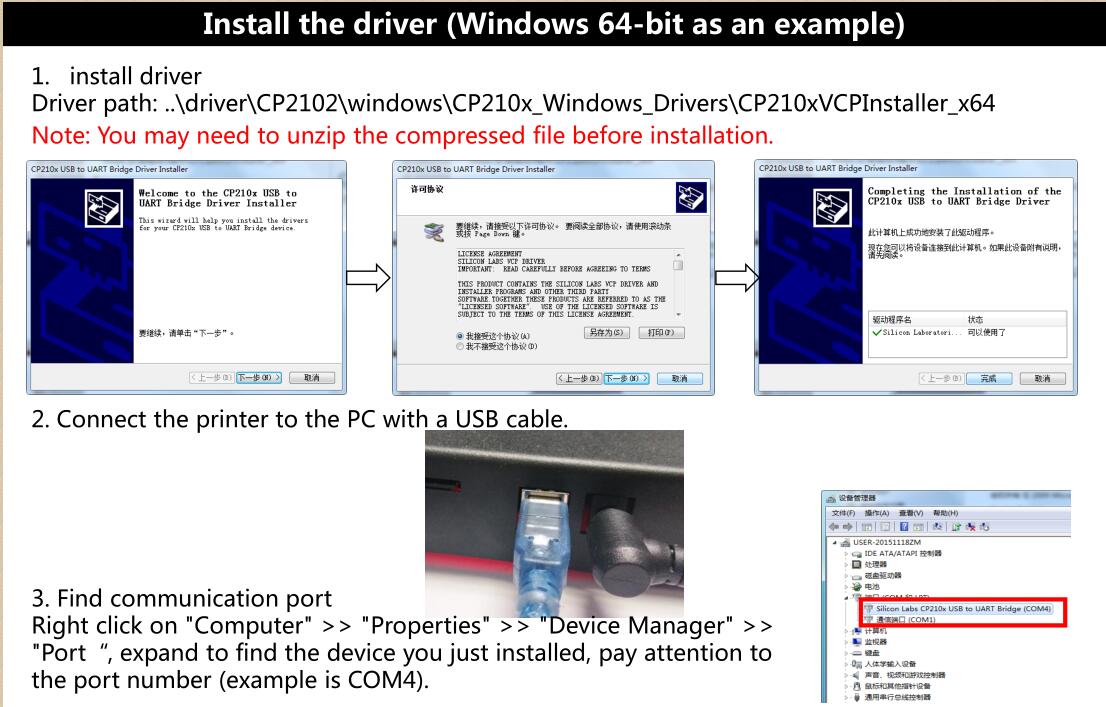 Install the driver (Windows 64-bit as an example)
1. install driver
Driver path: ..\driver\CP2102\windows\CP210x_Windows_Drivers\CP210xVCPInstaller_x64
Note: You may need to unzip the compressed file before installation.
CP210x USB to UART Bridge Driver Installer
Welcome to the CP210x USB to
UART Bridge Driver Installer
This wizard will help you install the drivers
for your CP210x USB to UART Bridge device.
要继续，请单击“下一步”。
< 上一步(B)
下一步(N) >
取消
CP210x USB to UART Bridge Driver Installer
许可协议
要继续，请接受以下许可协议。要阅读全部协议，请使用滚动条
或按 Page Down 键。
LICENSE AGREEMENT
SILICON LABS VCP DRIVER
IMPORTANT: READ CAREFULLY BEFORE AGREEING TO TERMS
THIS PRODUCT CONTAINS THE SILICON LABS VCP DRIVER AND
INSTALLER PROGRAMS AND OTHER THIRD PARTY
SOFTWARE.TOGETHER THESE PRODUCTS ARE REFERRED TO AS THE
"LICENSED SOFTWARE". USE OF THE LICENSED SOFTWARE IS
SUBJECT TO THE TERMS OF THIS LICENSE AGREEMENT.
我接受这个协议(A)
另存为(S)
打印(P)
我不接受这个协议(D)
< 上一步(B)
下一步(N) >
取消
CP210x USB to UART Bridge Driver Installer
Completing the Installation of the
CP210x USB to UART Bridge Driver
此计算机上成功地安装了此驱动程序。
现在您可以将设备连接到此计算机。如果此设备附有说明，
请先阅读。
驱动程序名 状态
Silicon Laboratori... 可以使用了
< 上一步(B)
完成
取消
2. Connect the printer to the PC with a USB cable.
3. Find communication port
Right click on "Computer" >> "Properties" >> "Device Manager" >>
"Port “, expand to find the device you just installed, pay attention to
the port number (example is COM4).
设备管理器
文件(F) 操作(A) 查看(V) 帮助(H)
USER-20151118ZM
IDE ATA/ATAPI 控制器
处理器
磁盘驱动器
电池
端口 (COM 和 LPT)
Silicon Labs CP210x USB to UART Bridge (COM4)
通信端口 (COM1)
计算机
监视器
键盘
人体学输入设备
声音、视频和游戏控制器
鼠标和其他指针设备
通用串行总线控制器